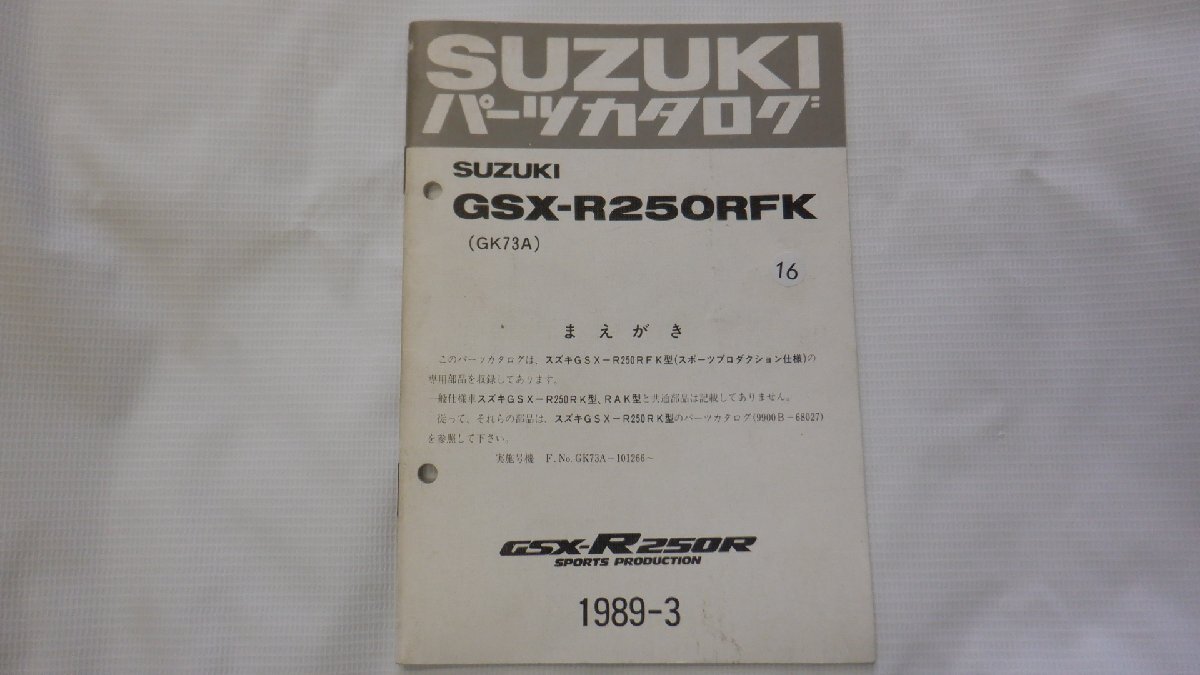 SUZUKI
パーツカタログ
SUZUKI
GSX-R250RFK
(GK73A)
16
まえがき
このパーツカタログは、スズキGSX-R250RFK型(スポーツプロダクション仕様)の
専用部品を収録してあります。
一般仕様車スズキGSX-R250RK型、RAK型と共通部品は記載してありません。
従って、それらの部品は、スズキGSX-R250RK型のパーツカタログ(9900B-68027)
を参照して下さい。
実施号機 F.No.GK73A-101266~
GSX-R250R
SPORTS PRODUCTION
1989-3